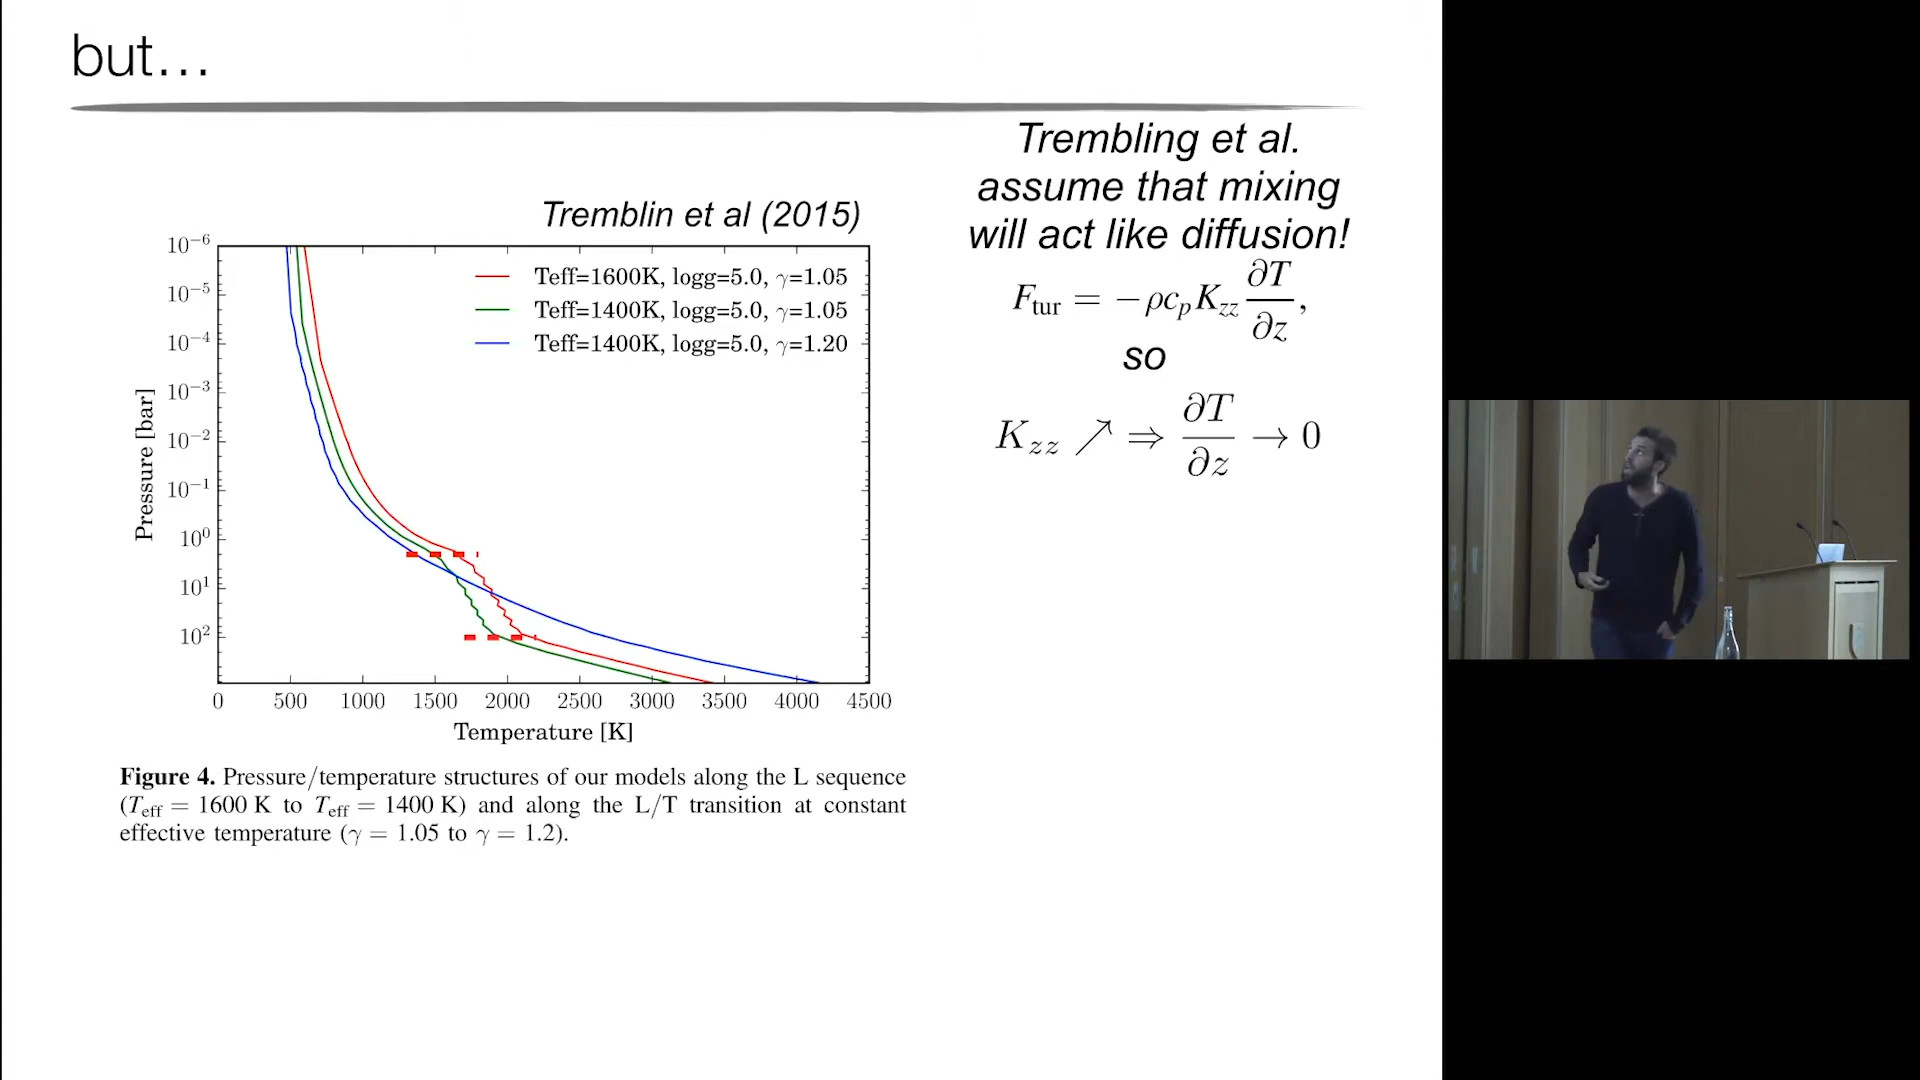 but...
Trembling et al.
assume that mixing
will act like diffusion!
F_tur = −ρc_pK_zz ∂T/∂z,
so
K_zz ↗ ⇒ ∂T/∂z → 0
Tremblin et al (2015)
Teff=1600K, logg=5.0, γ=1.05
Teff=1400K, logg=5.0, γ=1.05
Teff=1400K, logg=5.0, γ=1.20
Pressure [bar]
10⁻⁶
10⁻⁵
10⁻⁴
10⁻³
10⁻²
10⁻¹
10⁰
10¹
10²
0 500 1000 1500 2000 2500 3000 3500 4000 4500
Temperature [K]
Figure 4. Pressure/temperature structures of our models along the L sequence
(T_eff = 1600 K to T_eff = 1400 K) and along the L/T transition at constant
effective temperature (γ = 1.05 to γ = 1.2).